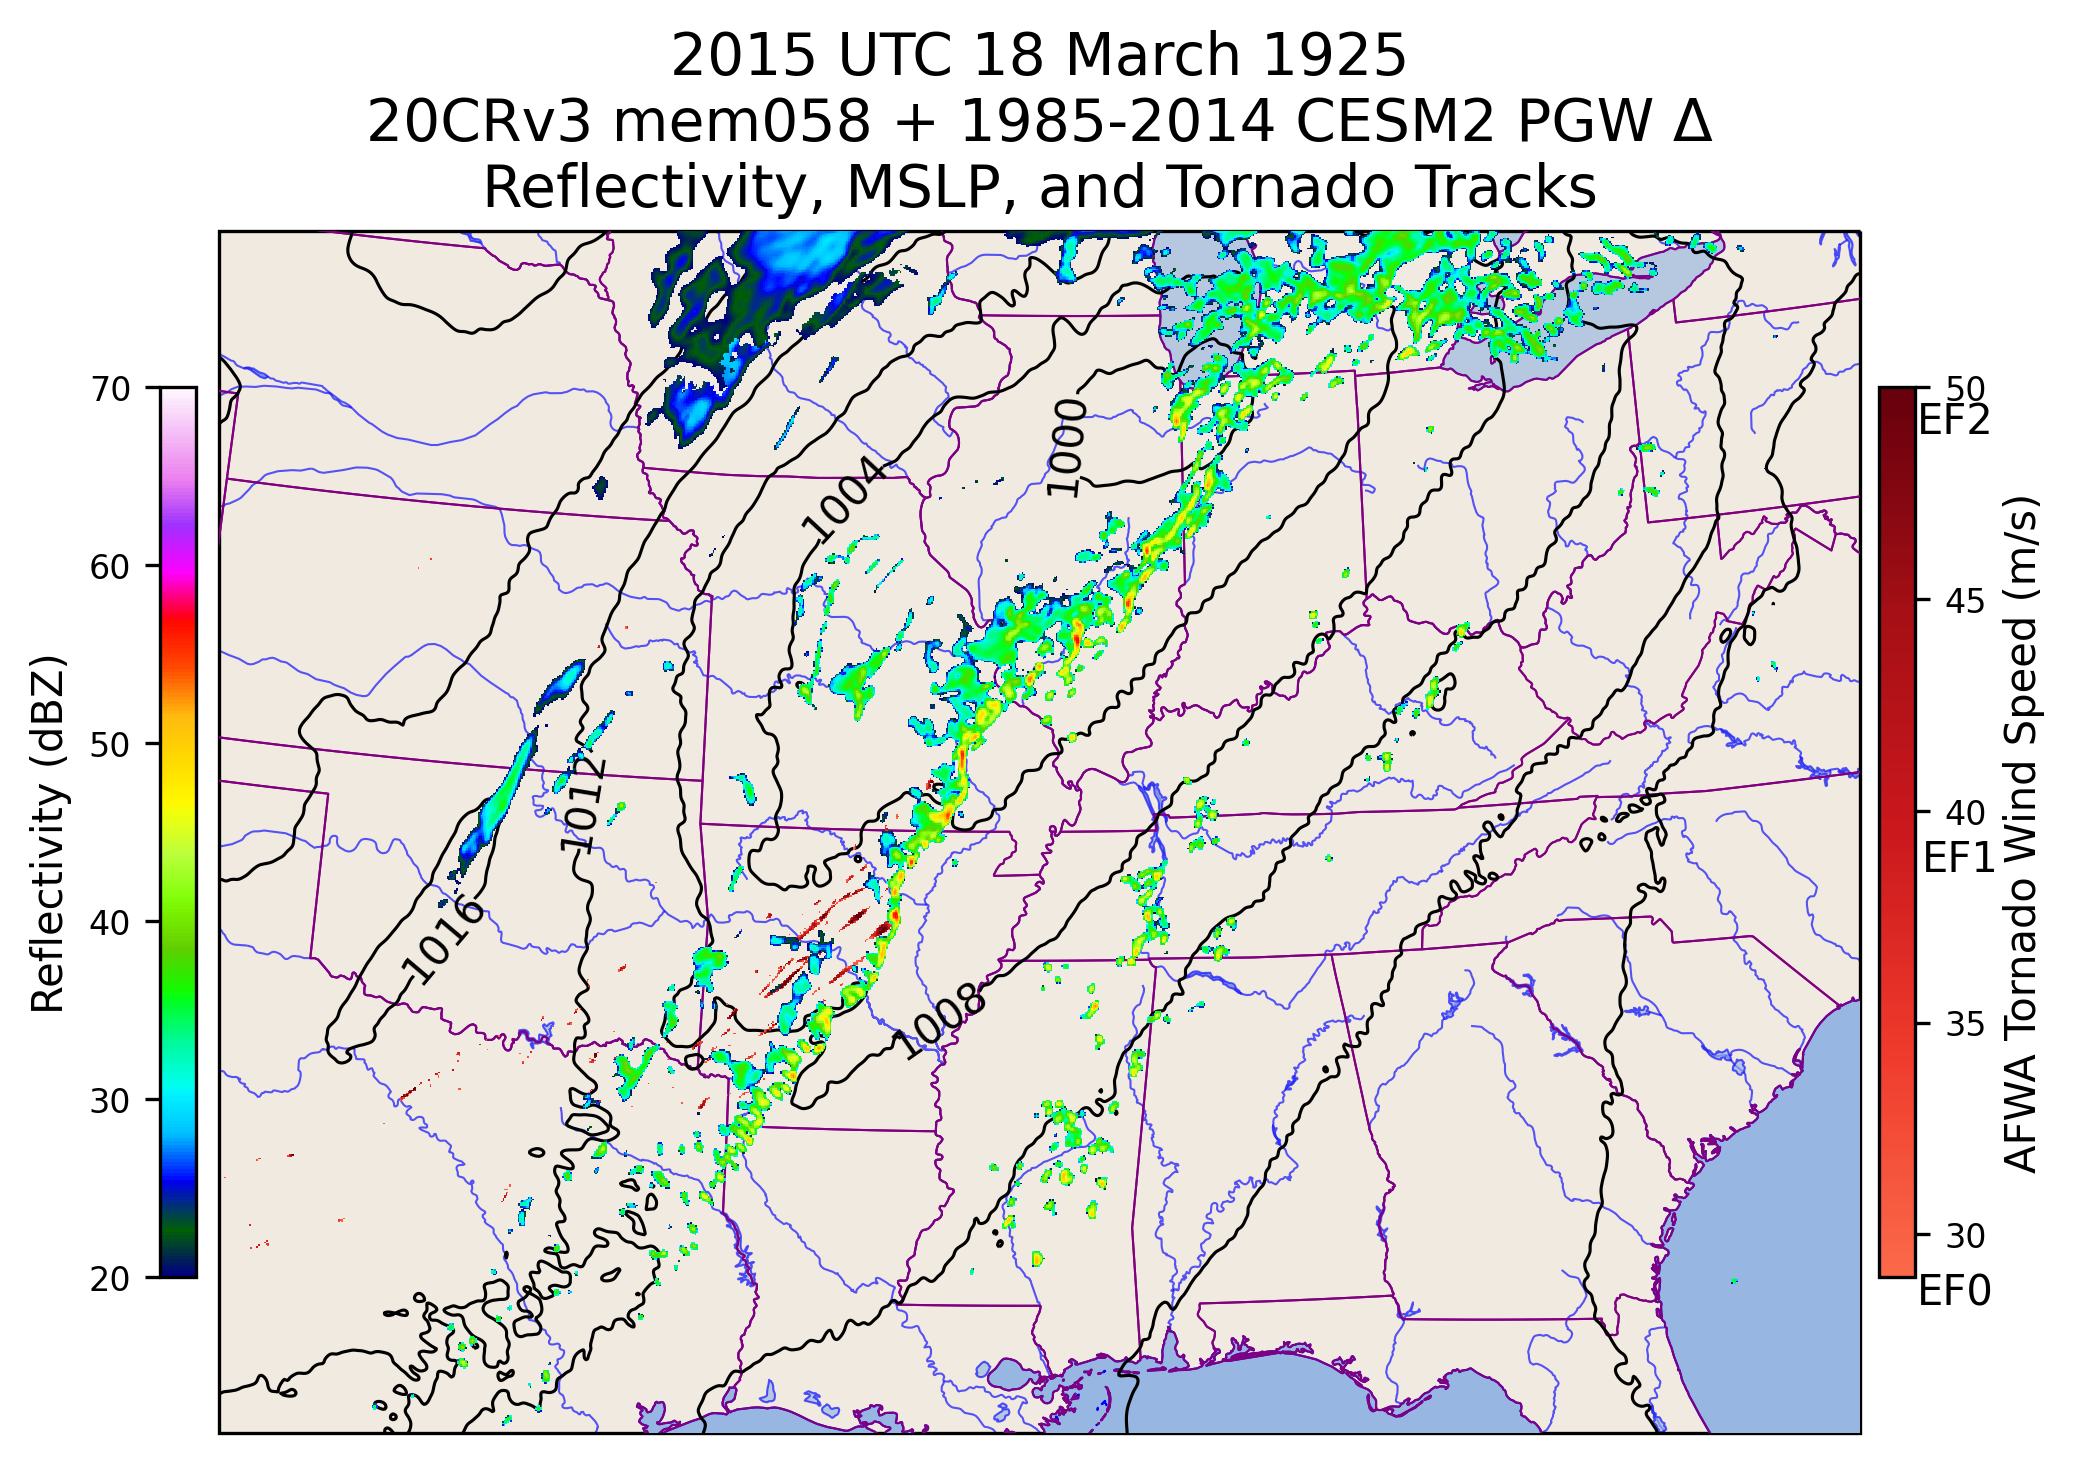 2015 UTC 18 March 1925
20CRv3 mem058 + 1985-2014 CESM2 PGW Δ
Reflectivity, MSLP, and Tornado Tracks
70
60
50
40
30
20
Reflectivity (dBZ)
1000
1004
1012
1016
1008
50
EF2
45
40
EF1
35
30
EF0
AFWA Tornado Wind Speed (m/s)